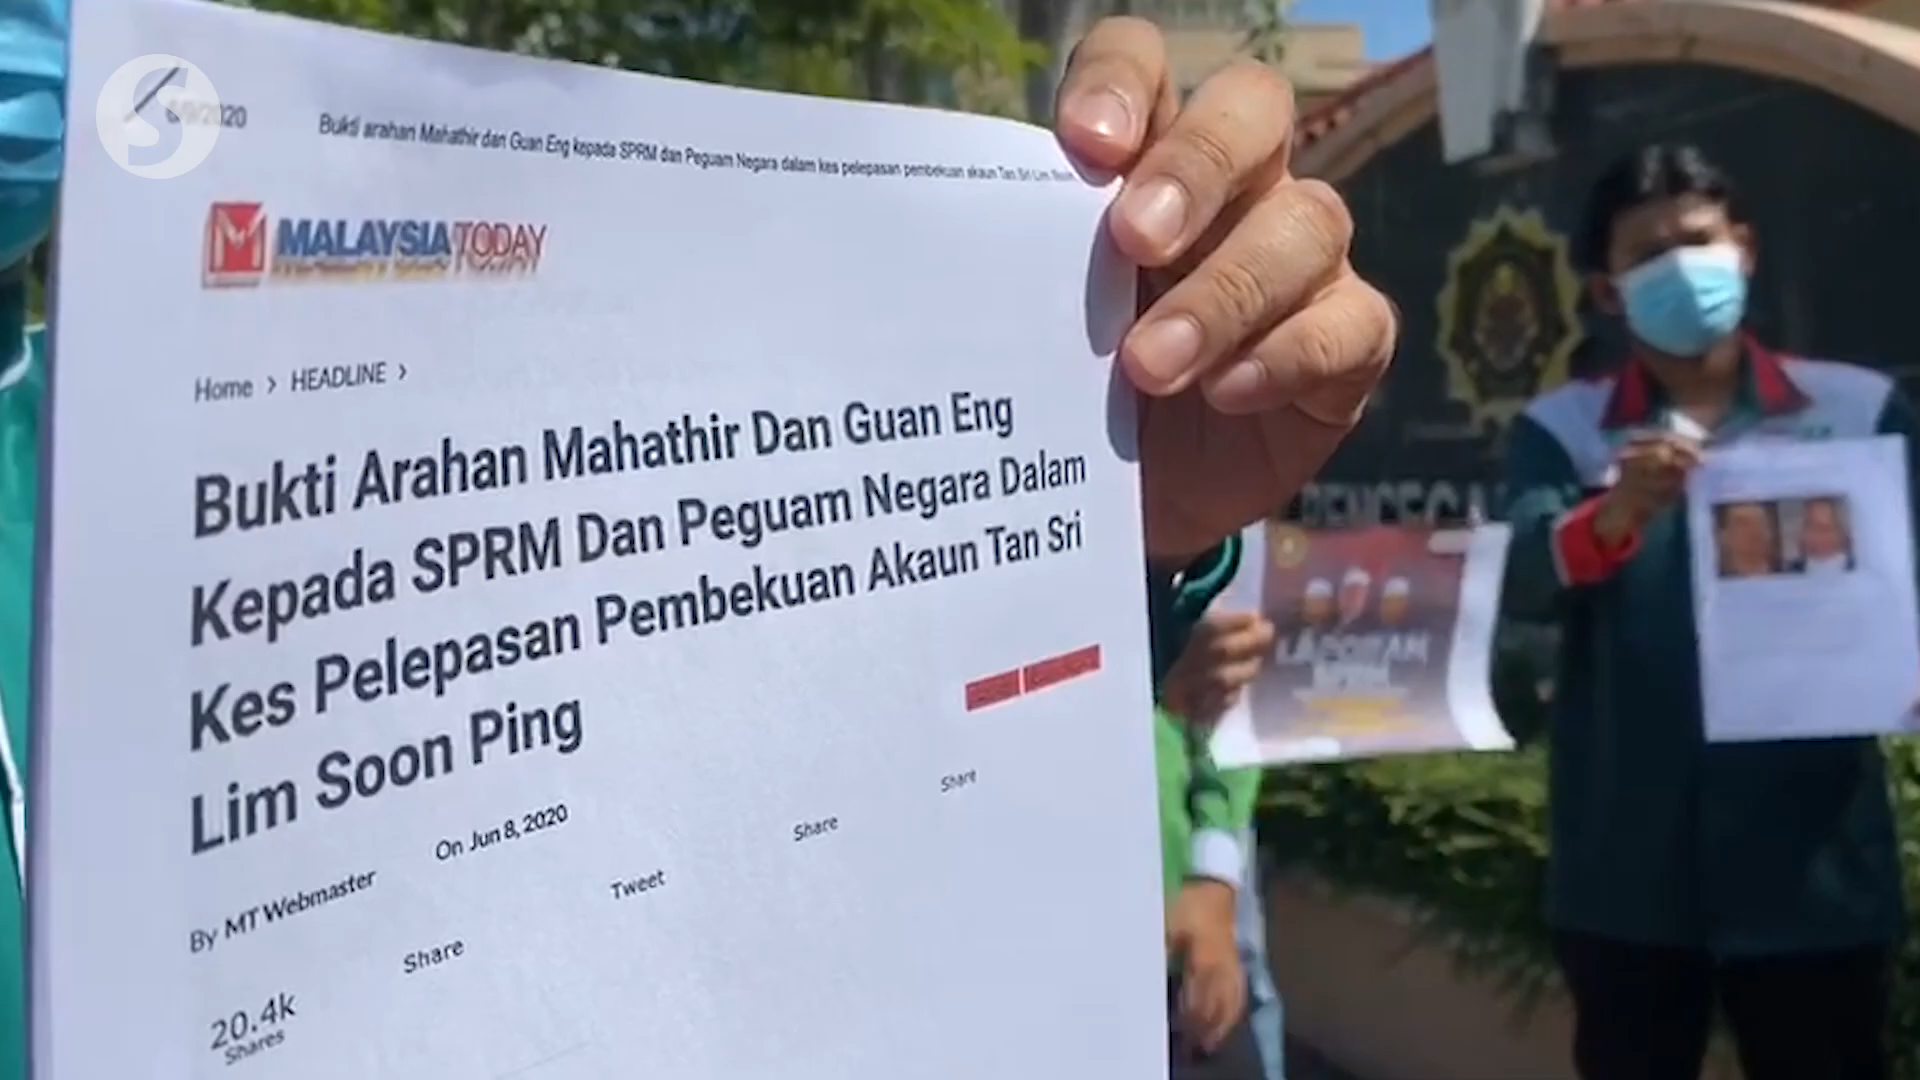 S
2020
Bukti arahan Mahathir dan Guan Eng kepada SPRM dan Peguam Negara dalam kes pelepasan pembekuan akaun Tan Sri Lim
M MALAYSIA TODAY
Home > HEADLINE >
Bukti Arahan Mahathir Dan Guan Eng
Kepada SPRM Dan Peguam Negara Dalam
Kes Pelepasan Pembekuan Akaun Tan Sri
Lim Soon Ping
By MT Webmaster On Jun 8, 2020
Share Tweet Share Share
20.4k
Shares
LAPORAN